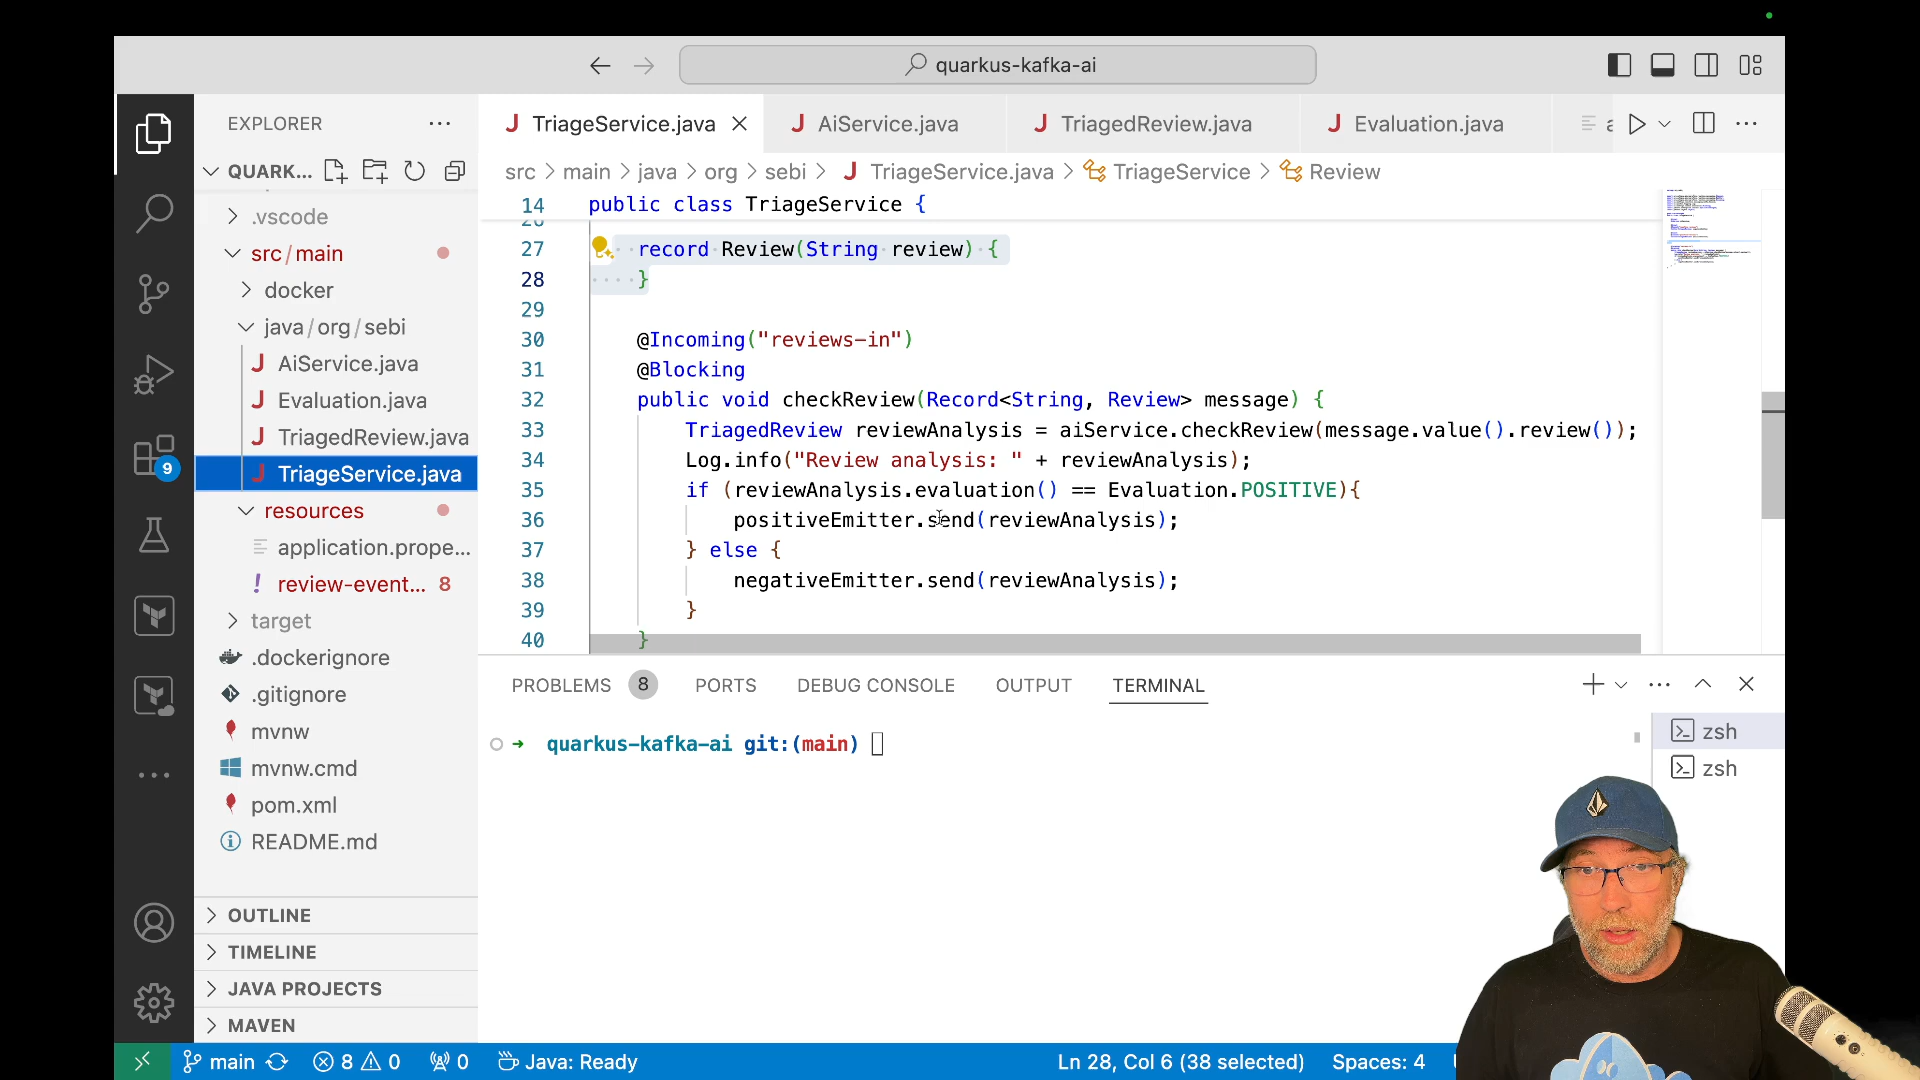 quarkus-kafka-ai
EXPLORER
TriageService.java
AiService.java
TriagedReview.java
Evaluation.java
QUARK...
src > main > java > org > sebi > TriageService.java > TriageService > Review
.vscode
src/main
docker
java/org/sebi
AiService.java
Evaluation.java
TriagedReview.java
TriageService.java
resources
application.prope...
review-event... 8
target
.dockerignore
.gitignore
mvnw
mvnw.cmd
pom.xml
README.md
OUTLINE
TIMELINE
JAVA PROJECTS
MAVEN
9
14 public class TriageService {
27 record Review(String review) {
28 }
29
30 @Incoming("reviews-in")
31 @Blocking
32 public void checkReview(Record<String, Review> message) {
33 TriagedReview reviewAnalysis = aiService.checkReview(message.value().review());
34 Log.info("Review analysis: " + reviewAnalysis);
35 if (reviewAnalysis.evaluation() == Evaluation.POSITIVE){
36 positiveEmitter.send(reviewAnalysis);
37 } else {
38 negativeEmitter.send(reviewAnalysis);
39 }
40 }
PROBLEMS 8 PORTS DEBUG CONSOLE OUTPUT TERMINAL
quarkus-kafka-ai git:(main)
zsh
zsh
main 8 0 0 Java: Ready
Ln 28, Col 6 (38 selected) Spaces: 4